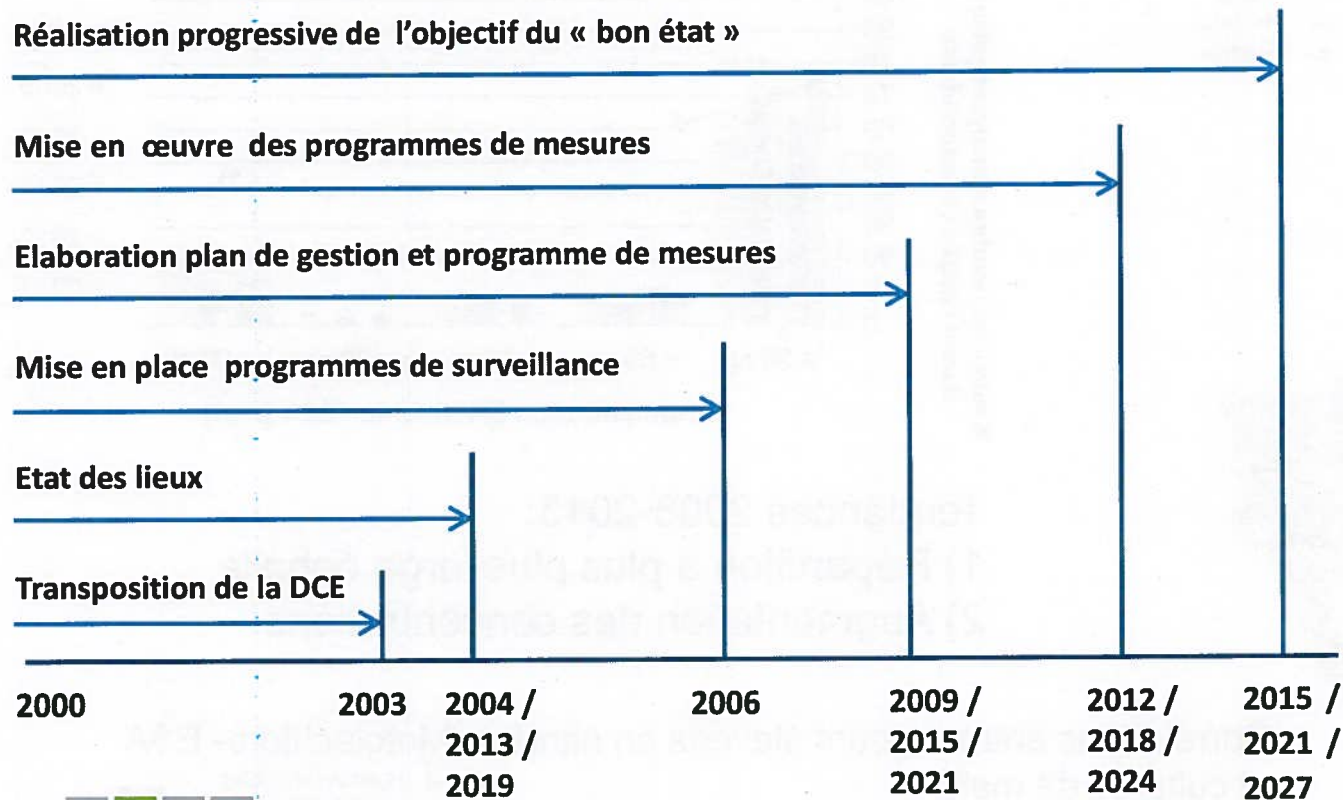 Réalisation progressive de l'objectif du « bon état »
Mise en œuvre des programmes de mesures
Elaboration plan de gestion et programme de mesures
Mise en place programmes de surveillance
Etat des lieux
Transposition de la DCE
2000 2003 2004 / 2006 2009 / 2012 / 2015 /
2013 / 2015 / 2018 / 2021 /
2019 2021 2024 2027